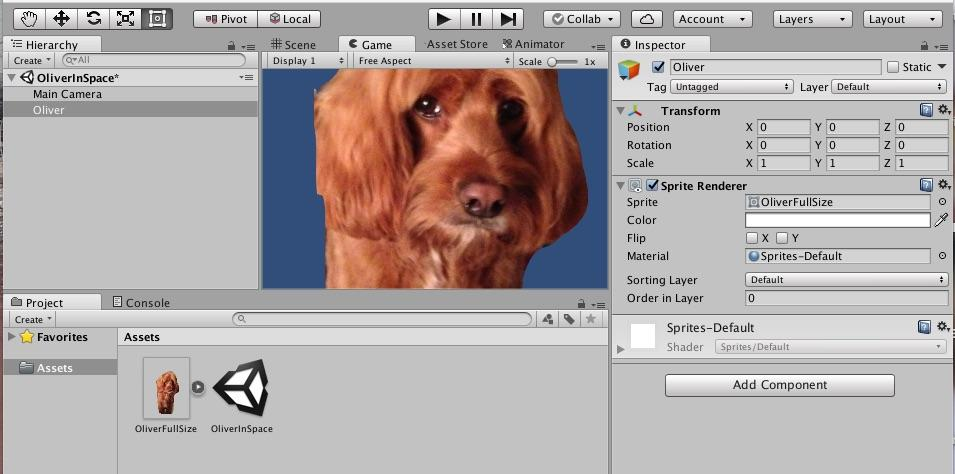 Pivot Local Collab Account Layers Layout
Hierarchy
Create All
OliverInSpace*
Main Camera
Oliver
Scene Game Asset Store Animator
Display 1 Free Aspect Scale 1x
Inspector
Oliver Static
Tag Untagged Layer Default
Transform
Position X 0 Y 0 Z 0
Rotation X 0 Y 0 Z 0
Scale X 1 Y 1 Z 1
Sprite Renderer
Sprite OliverFullSize
Color
Flip X Y
Material Sprites-Default
Sorting Layer Default
Order in Layer 0
Sprites-Default
Shader Sprites/Default
Add Component
Project Console
Create
Favorites
Assets
Assets
OliverFullSize OliverInSpace